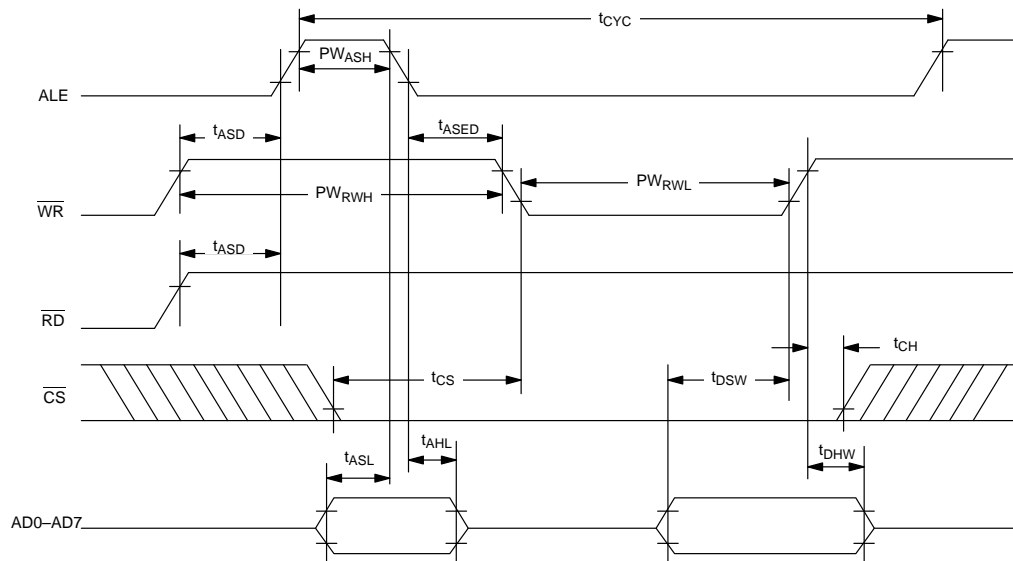 tCYC
PWASH
ALE
tASD
tASED
PWRWH
PWRWL
WR
tASD
RD
tCH
tCS
tDSW
CS
tASL
tAHL
tDHW
AD0–AD7